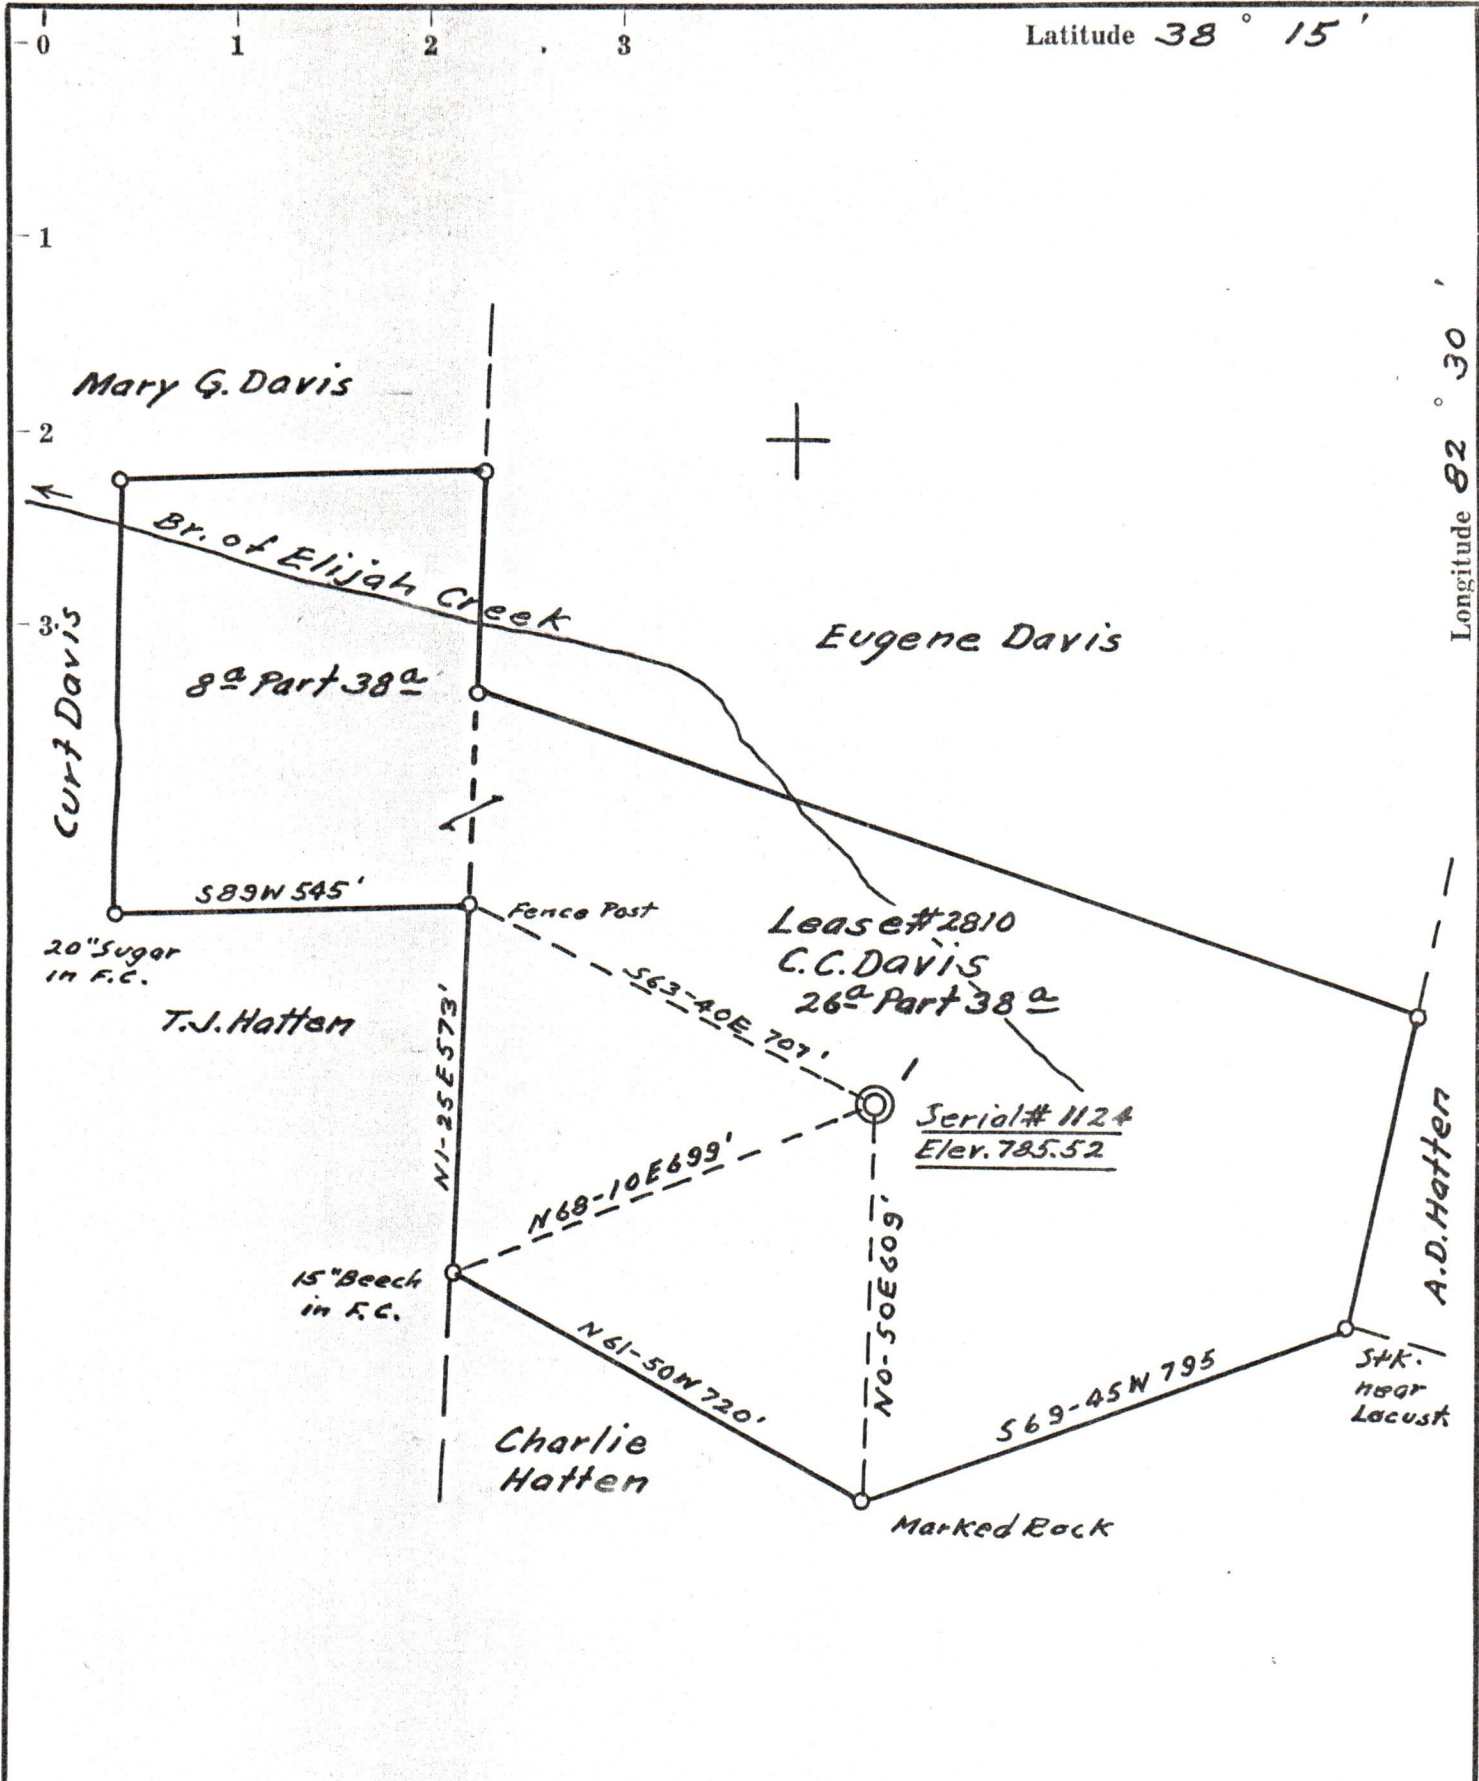 0 1 2 3
Latitude 38° 15'
1
2
3
Longitude 82° 30'
Mary G. Davis
Br. of Elijah Creek
Eugene Davis
Curt Davis
8a Part 38a
S89W 545'
Fence Post
20" Sugar
in F.C.
Lease #2810
C.C. Davis
26a Part 38a
S63-40E 707'
T.J. Hatten
N1-25E 573'
Serial # 1124
Elev. 785.52
N68-10E 699'
A.D. Hatten
15" Beech
in F.C.
N0-50E 609'
N61-50W 720'
S69-45W 795
Stk.
near
Locust
Charlie
Hatten
Marked Rock